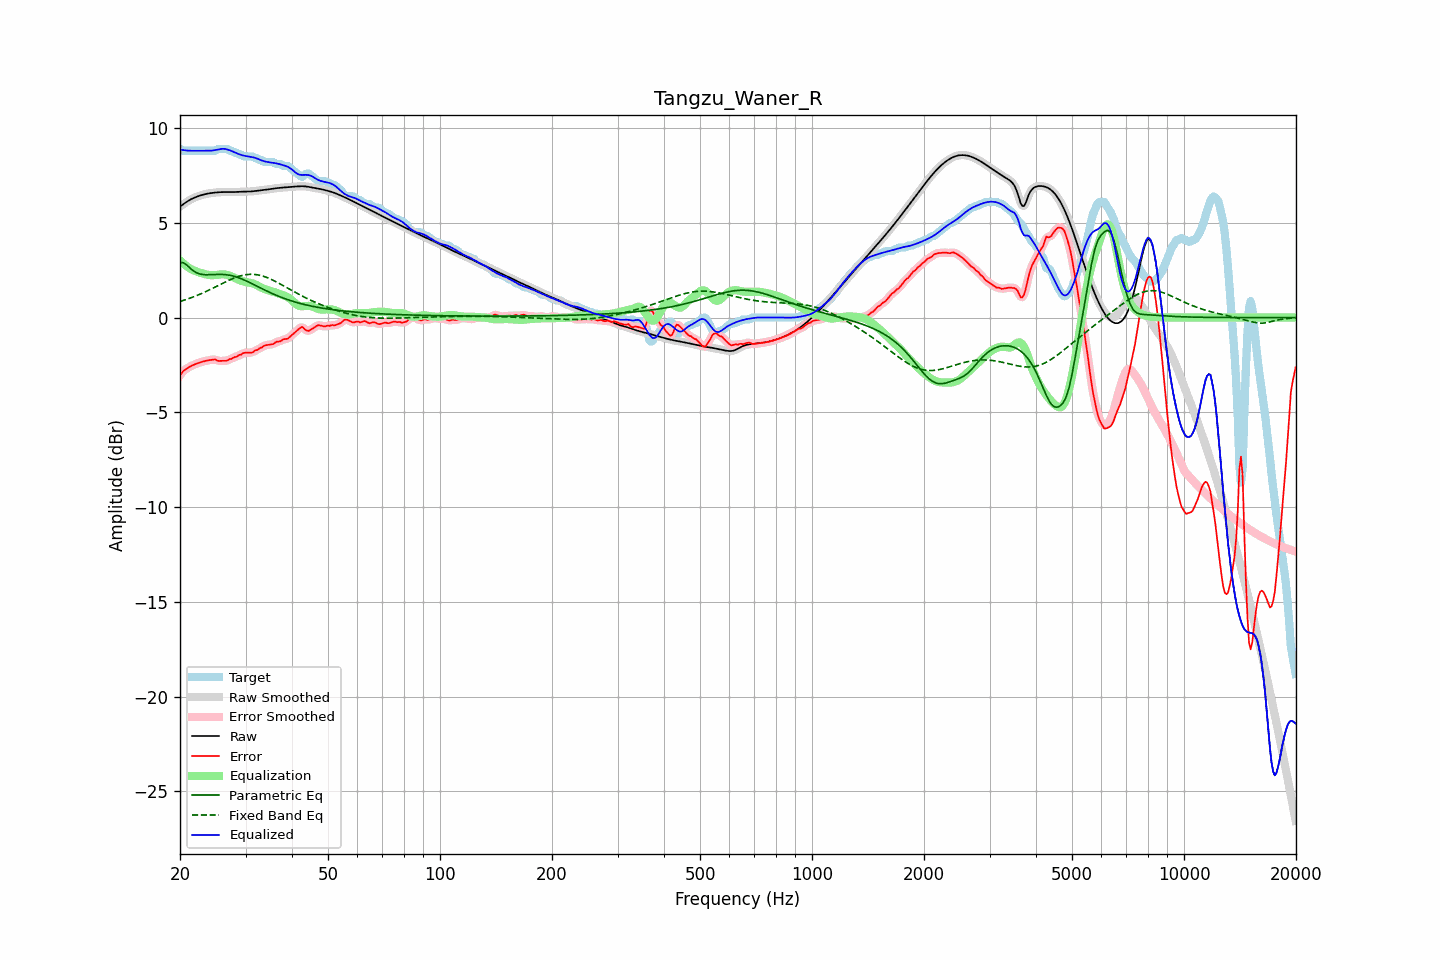 Tangzu_Waner_R
10
5
0
−5
−10
−15
−20
−25
Amplitude (dBr)
Target
Raw Smoothed
Error Smoothed
Raw
Error
Equalization
Parametric Eq
Fixed Band Eq
Equalized
20 50 100 200 500 1000 2000 5000 10000 20000
Frequency (Hz)